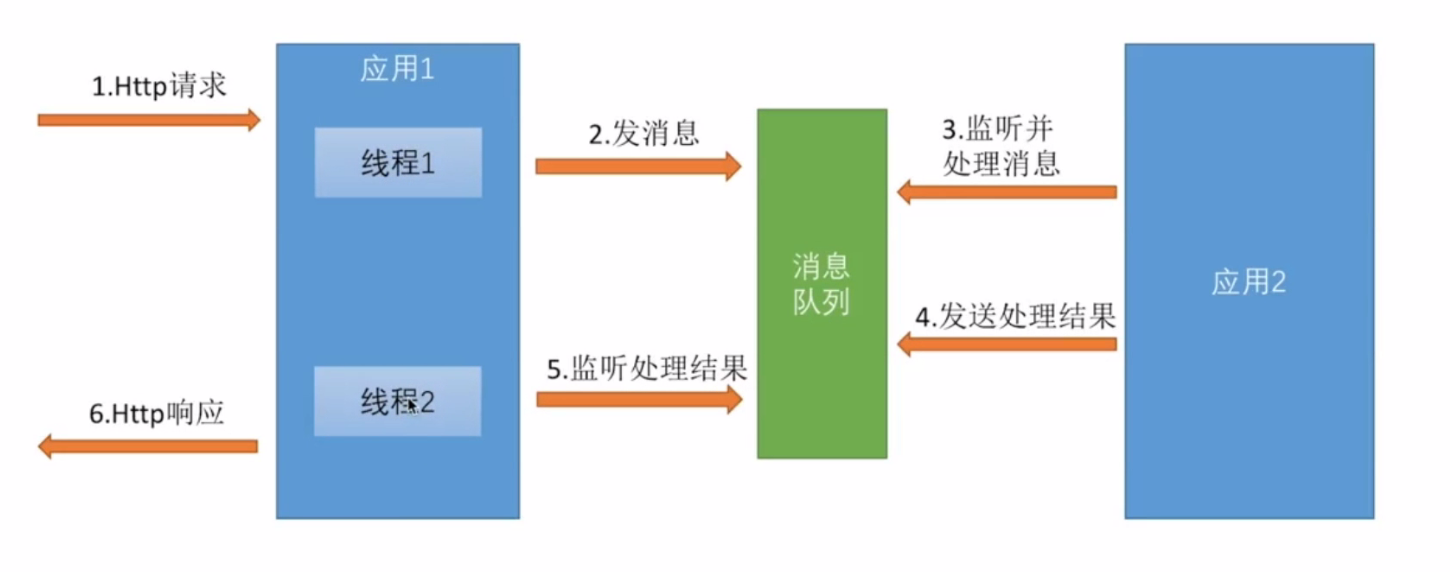 应用1
1.Http请求
线程1
2.发消息
3.监听并
处理消息
消息
队列
应用2
4.发送处理结果
5.监听处理结果
线程2
6.Http响应